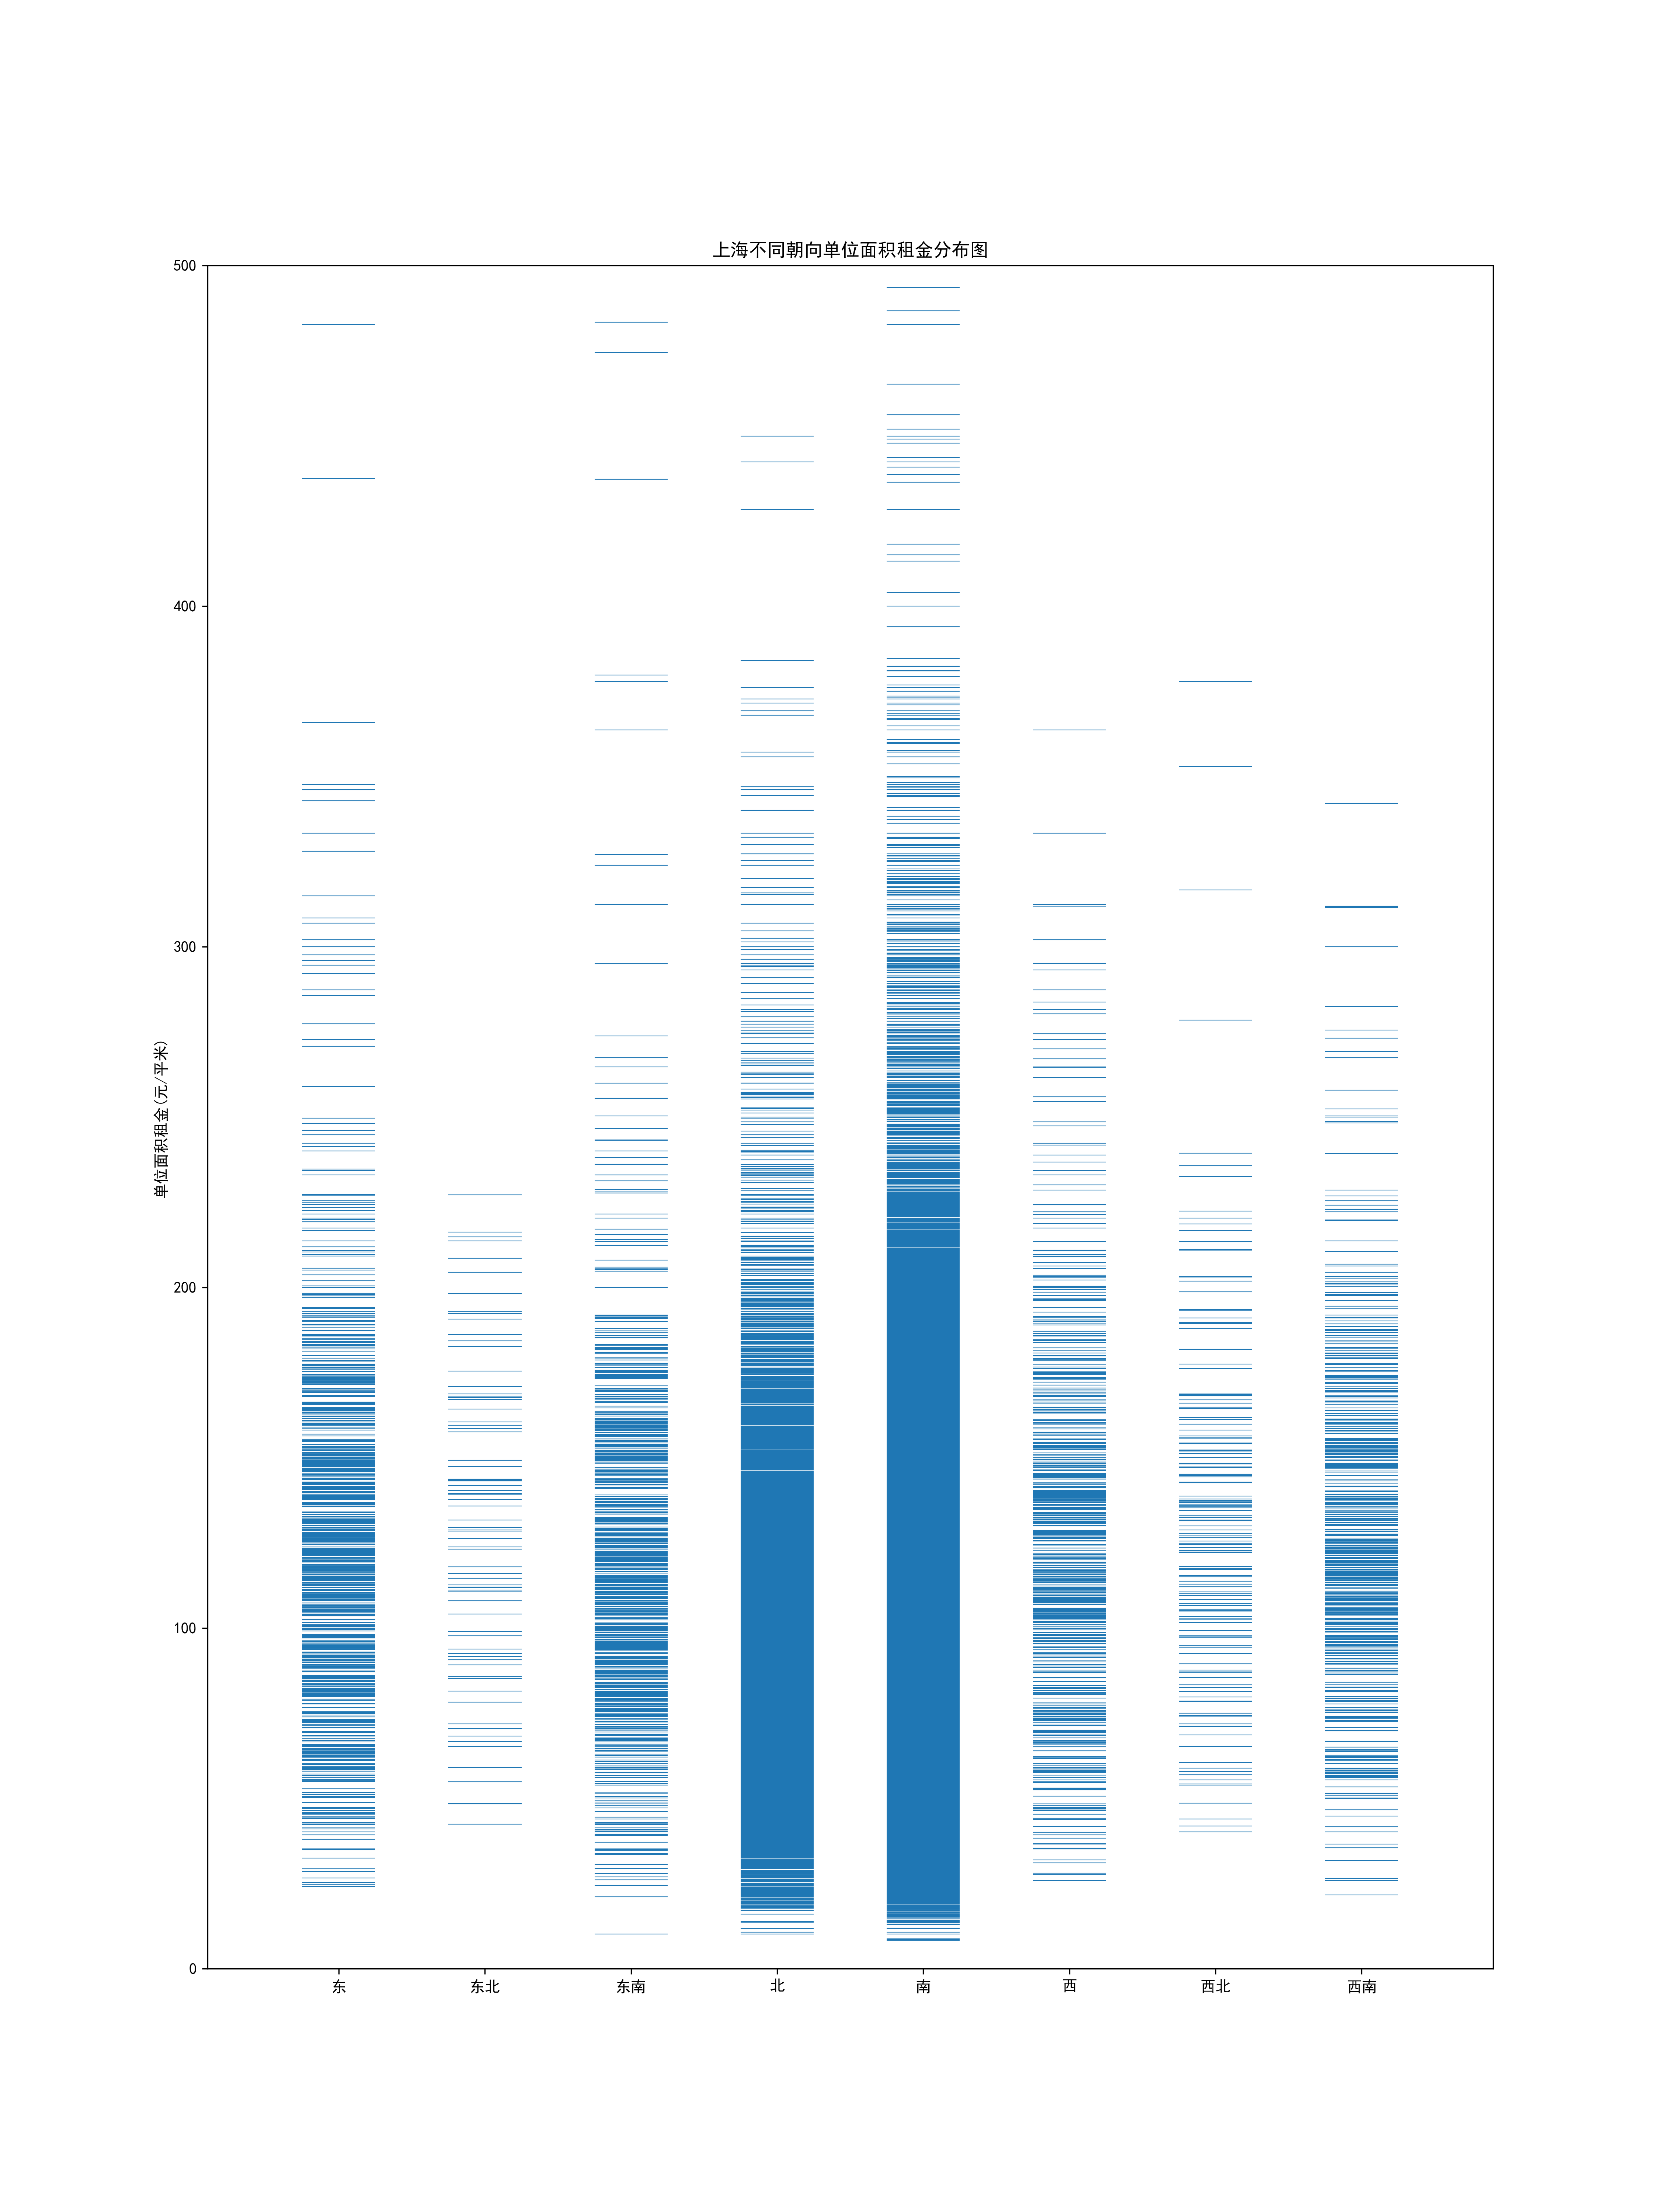 上海不同朝向单位面积租金分布图
单位面积租金(元/平米)
500
400
300
200
100
0
东
东北
东南
北
南
西
西北
西南